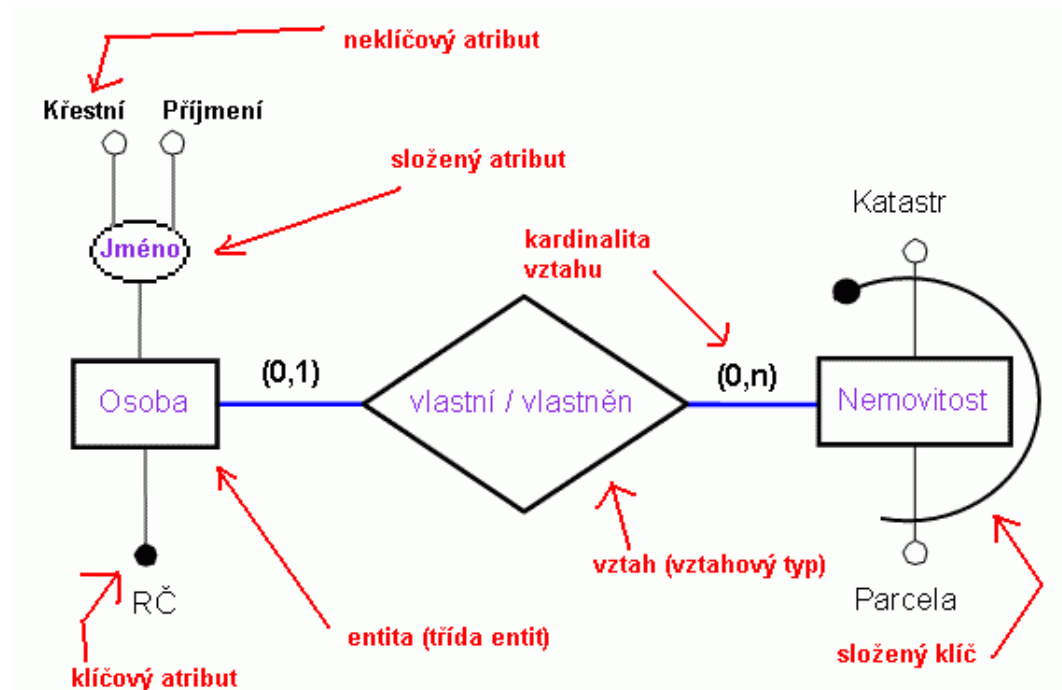 neklíčový atribut
Křestní Příjmení
složený atribut
Jméno
Katastr
kardinalita
vztahu
(0,1)
(0,n)
Osoba
vlastní / vlastněn
Nemovitost
vztah (vztahový typ)
RČ
Parcela
entita (třída entit)
složený klíč
klíčový atribut